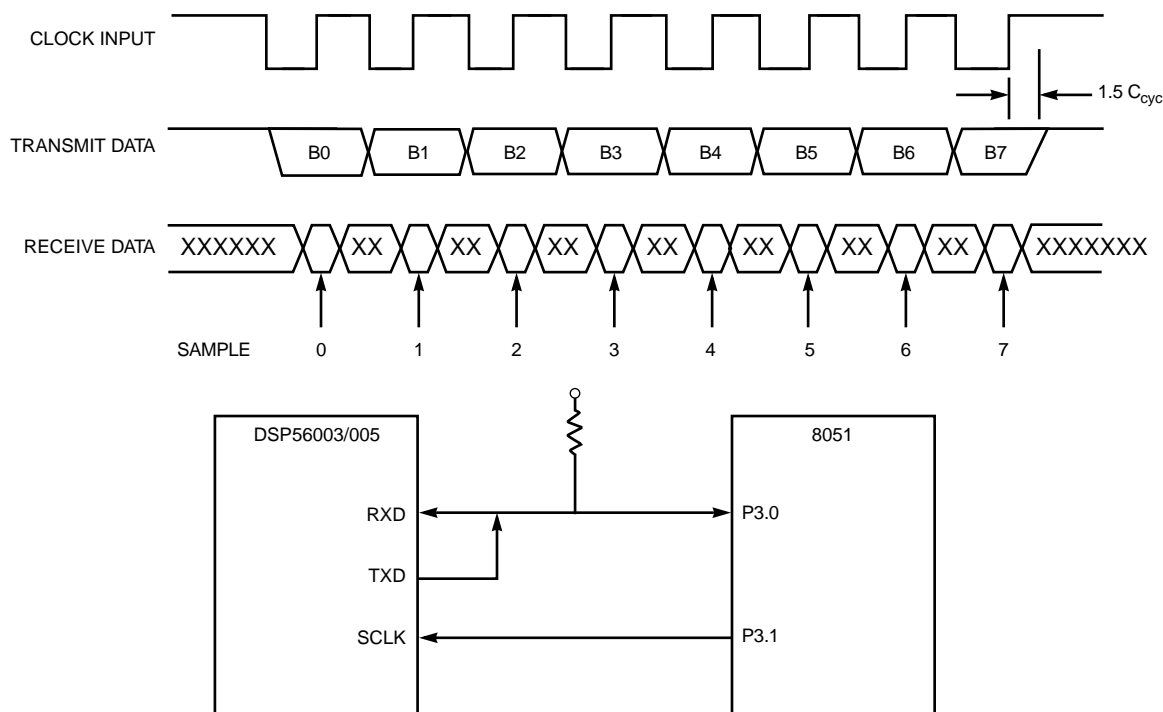 CLOCK INPUT
1.5 Ccyc
TRANSMIT DATA B0 B1 B2 B3 B4 B5 B6 B7
RECEIVE DATA XXXXXX XX XX XX XX XX XX XX XXXXXXX
SAMPLE 0 1 2 3 4 5 6 7
DSP56003/005 8051
RXD P3.0
TXD
SCLK P3.1